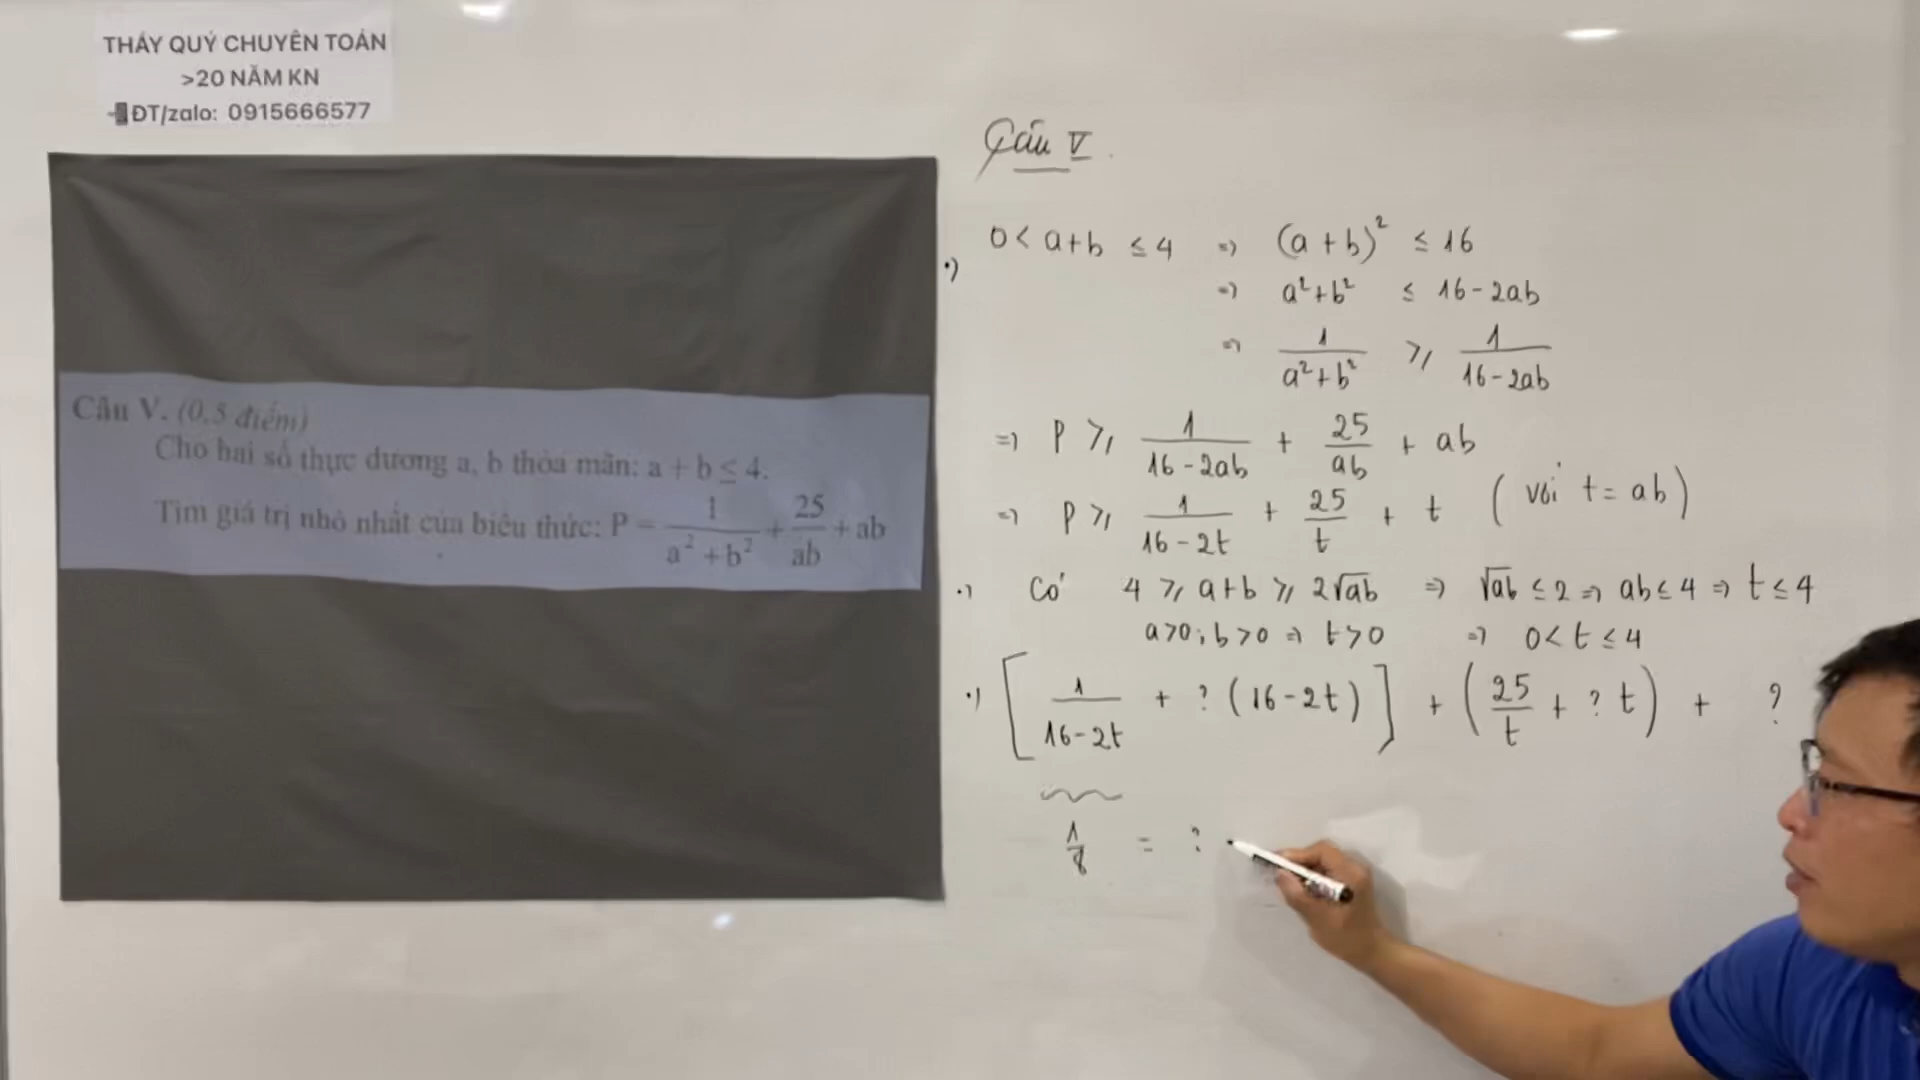 THẦY QUÝ CHUYÊN TOÁN
>20 NĂM KN
ĐT/zalo: 0915666577
Câu V. (0,5 điểm)
Cho hai số thực dương a, b thỏa mãn: a + b ≤ 4.
Tìm giá trị nhỏ nhất của biểu thức: P = 1/(a² + b²) + 25/ab + ab
Câu V.
·) 0 < a+b ≤ 4 => (a+b)² ≤ 16
=> a²+b² ≤ 16-2ab
=> 1/(a²+b²) ≥ 1/(16-2ab)
=> P ≥ 1/(16-2ab) + 25/ab + ab
=> P ≥ 1/(16-2t) + 25/t + t (với t = ab)
·) Có 4 ≥ a+b ≥ 2√ab => √ab ≤ 2 => ab ≤ 4 => t ≤ 4
a>0; b>0 => t>0 => 0 < t ≤ 4
·) [1/(16-2t) + ? (16-2t)] + (25/t + ? t) + ?
1/8 = ?